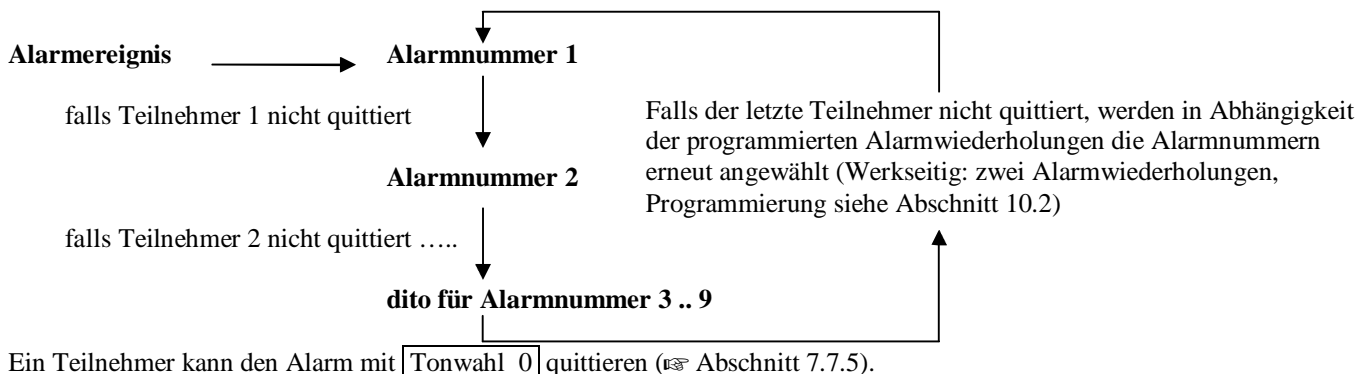 Alarmereignis
Alarmnummer 1
falls Teilnehmer 1 nicht quittiert
Falls der letzte Teilnehmer nicht quittiert, werden in Abhängigkeit
der programmierten Alarmwiederholungen die Alarmnummern
erneut angewählt (Werkseitig: zwei Alarmwiederholungen,
Programmierung siehe Abschnitt 10.2)
Alarmnummer 2
falls Teilnehmer 2 nicht quittiert …..
dito für Alarmnummer 3 .. 9
Ein Teilnehmer kann den Alarm mit Tonwahl 0 quittieren (☞ Abschnitt 7.7.5).